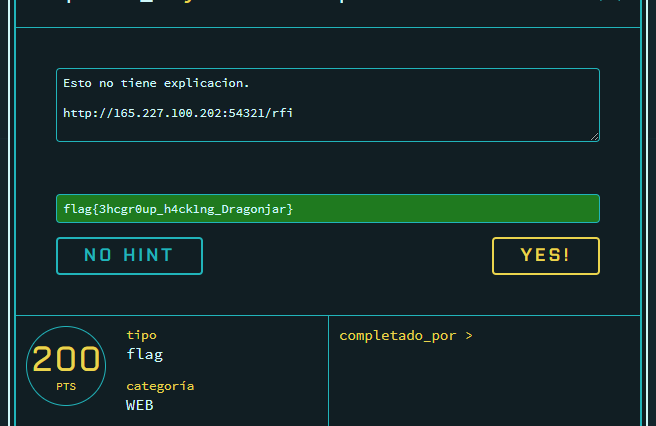 Esto no tiene explicacion.
http://165.227.100.202:54321/rfi
flag{3hcgr0up_h4ck1ng_Dragonjar}
NO HINT
YES!
200
PTS
tipo
flag
categoría
WEB
completado_por >